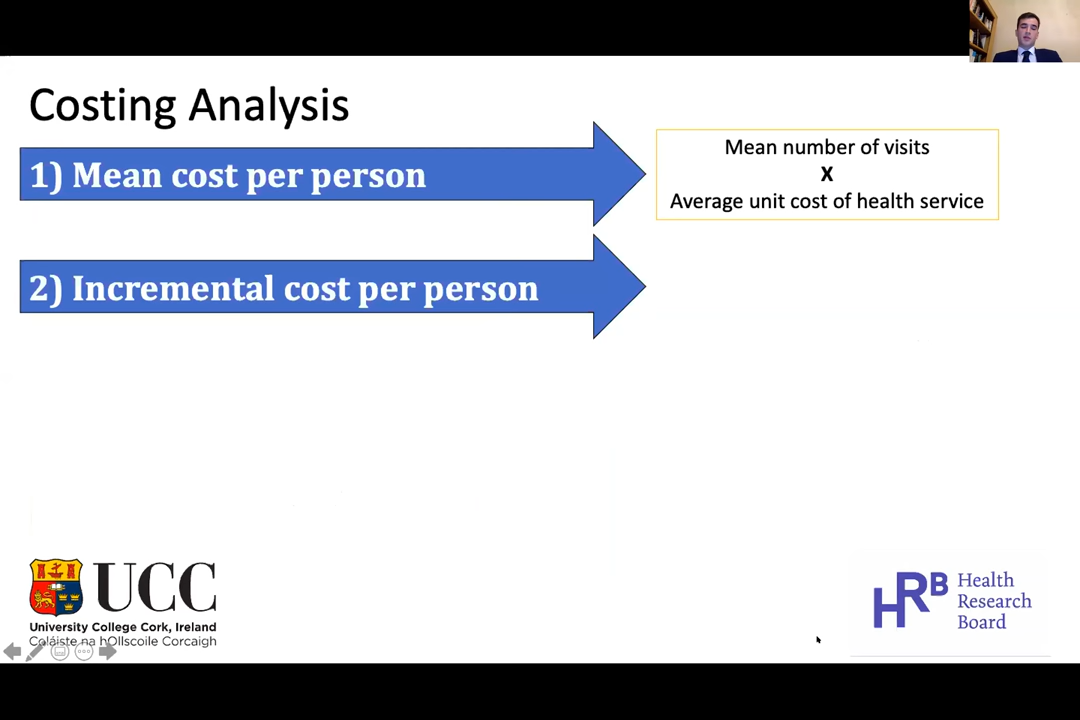 Costing Analysis
1) Mean cost per person
Mean number of visits
X
Average unit cost of health service
2) Incremental cost per person
UCC
University College Cork, Ireland
Coláiste na hOllscoile Corcaigh
HRB
Health
Research
Board